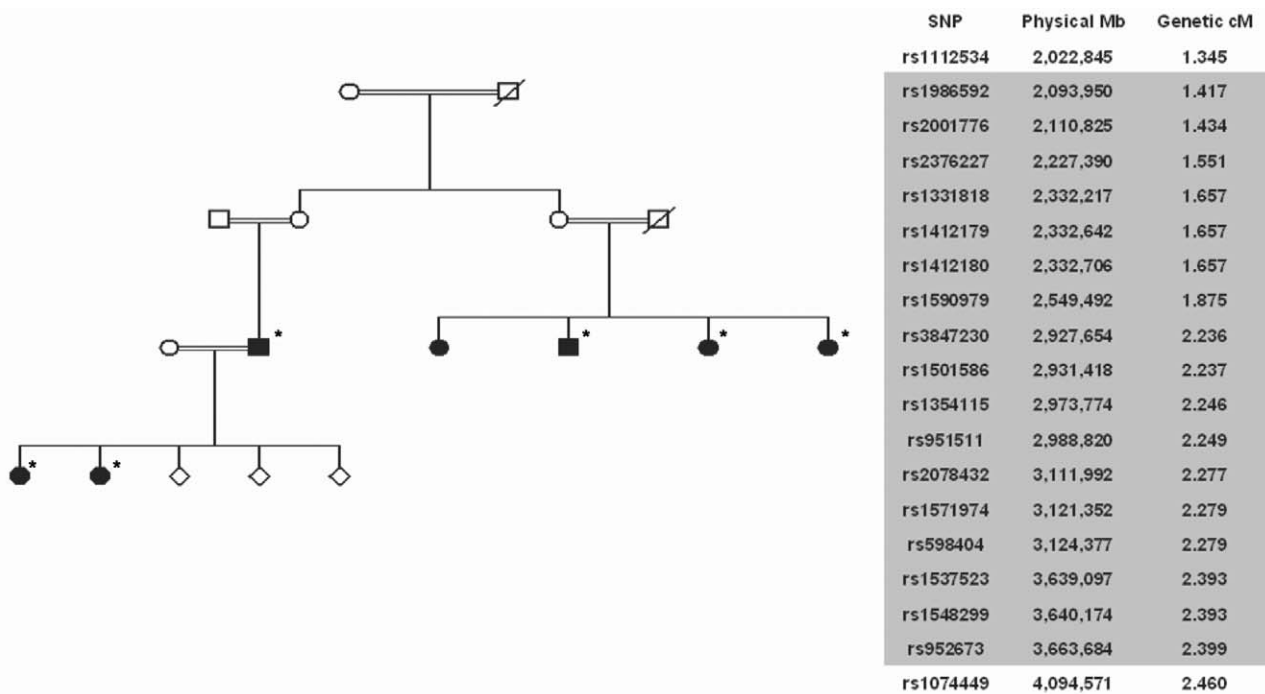 SNP Physical Mb Genetic cM
rs1112534 2,022,845 1.345
rs1986592 2,093,950 1.417
rs2001776 2,110,825 1.434
rs2376227 2,227,390 1.551
rs1331818 2,332,217 1.657
rs1412179 2,332,642 1.657
rs1412180 2,332,706 1.657
rs1590979 2,549,492 1.875
rs3847230 2,927,654 2.236
rs1501586 2,931,418 2.237
rs1354115 2,973,774 2.246
rs951511 2,988,820 2.249
rs2078432 3,111,992 2.277
rs1571974 3,121,352 2.279
rs598404 3,124,377 2.279
rs1537523 3,639,097 2.393
rs1548299 3,640,174 2.393
rs952673 3,663,684 2.399
rs1074449 4,094,571 2.460
* * * *
* *